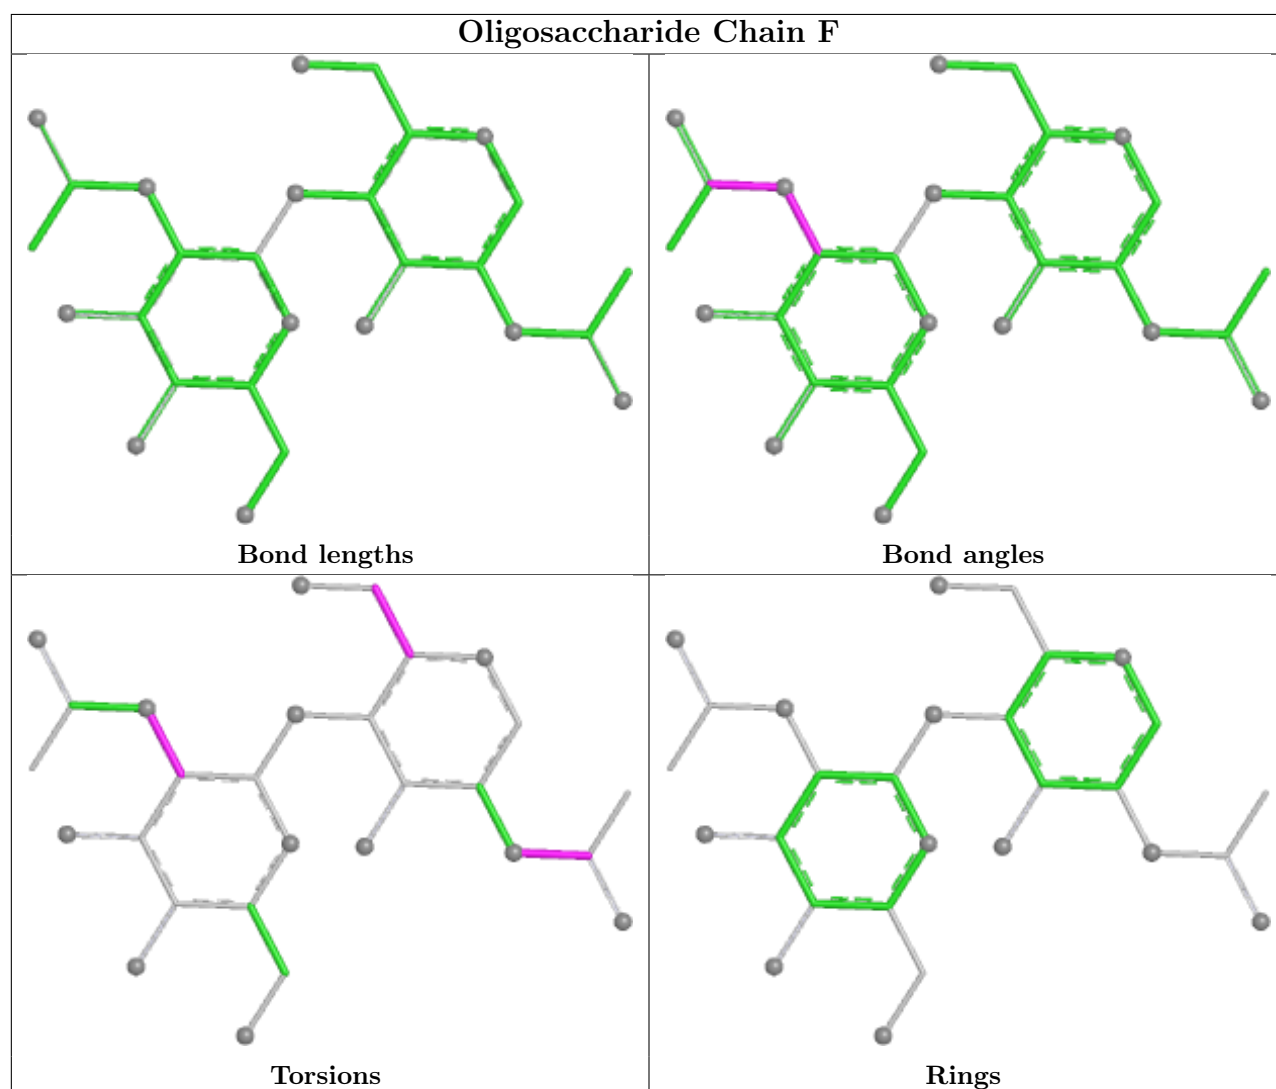 Oligosaccharide Chain F
Bond lengths
Bond angles
Torsions
Rings